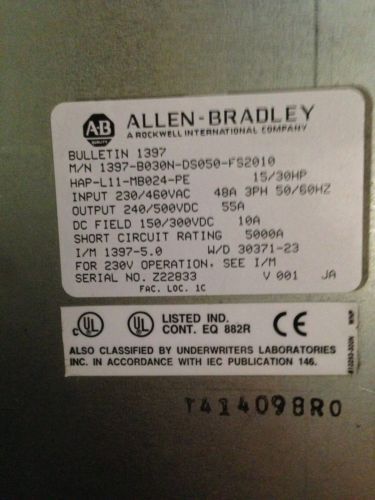 A-B
QUALITY
ALLEN-BRADLEY
A ROCKWELL INTERNATIONAL COMPANY
BULLETIN 1397
M/N 1397-B030N-DS050-FS2010
HAP-L11-MB024-PE 15/30HP
INPUT 230/460VAC 48A 3PH 50/60HZ
OUTPUT 240/500VDC 55A
DC FIELD 150/300VDC 10A
SHORT CIRCUIT RATING 5000A
I/M 1397-5.0 W/D 30371-23
FOR 230V OPERATION. SEE I/M
SERIAL NO. Z22833 V 001 JA
FAC. LOC. 1C
UL UL LISTED IND. CE
CONT. EQ 882R
ALSO CLASSIFIED BY UNDERWRITERS LABORATORIES
INC. IN ACCORDANCE WITH IEC PUBLICATION 146.
T414098R0